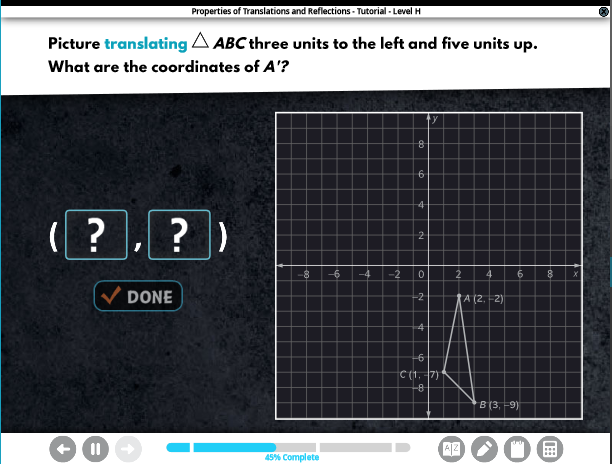 Properties of Translations and Reflections - Tutorial - Level H
Picture translating △ ABC three units to the left and five units up.
What are the coordinates of A'?
( ? , ? )
DONE
y
8
6
4
2
−8 −6 −4 −2 0 2 4 6 8 x
−2
A (2, −2)
−4
−6
C (1, −7)
−8
B (3, −9)
A Z
45% Complete